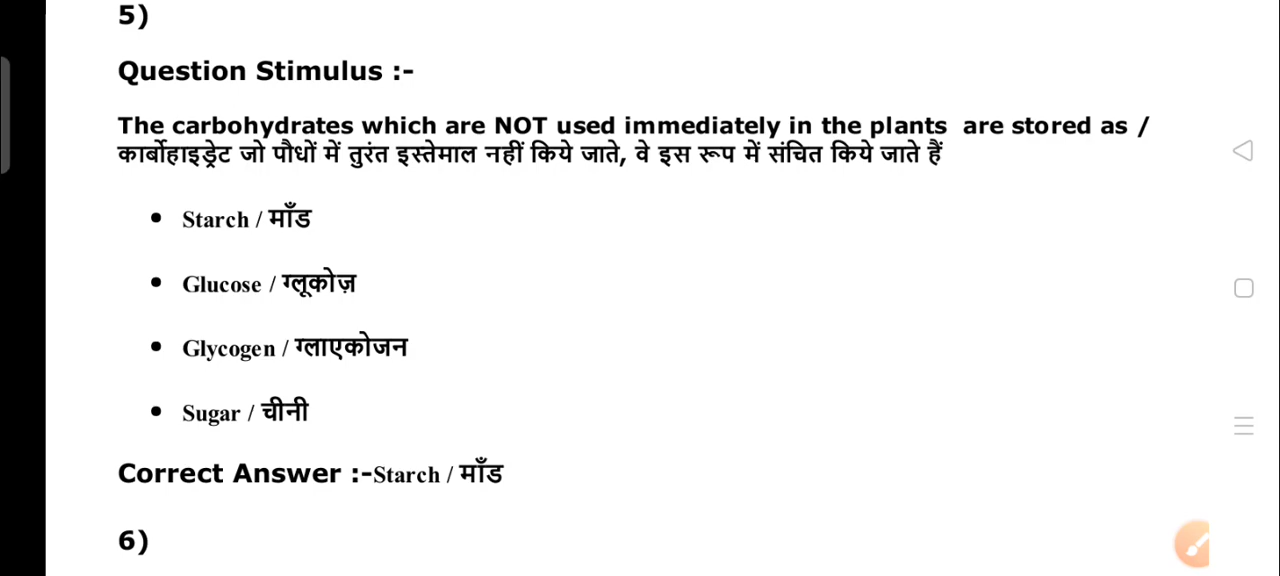 5)
Question Stimulus :-
The carbohydrates which are NOT used immediately in the plants are stored as /
कार्बोहाइड्रेट जो पौधों में तुरंत इस्तेमाल नहीं किये जाते, वे इस रूप में संचित किये जाते हैं
• Starch / माँड
• Glucose / ग्लूकोज़
• Glycogen / ग्लाएकोजन
• Sugar / चीनी
Correct Answer :-Starch / माँड
6)